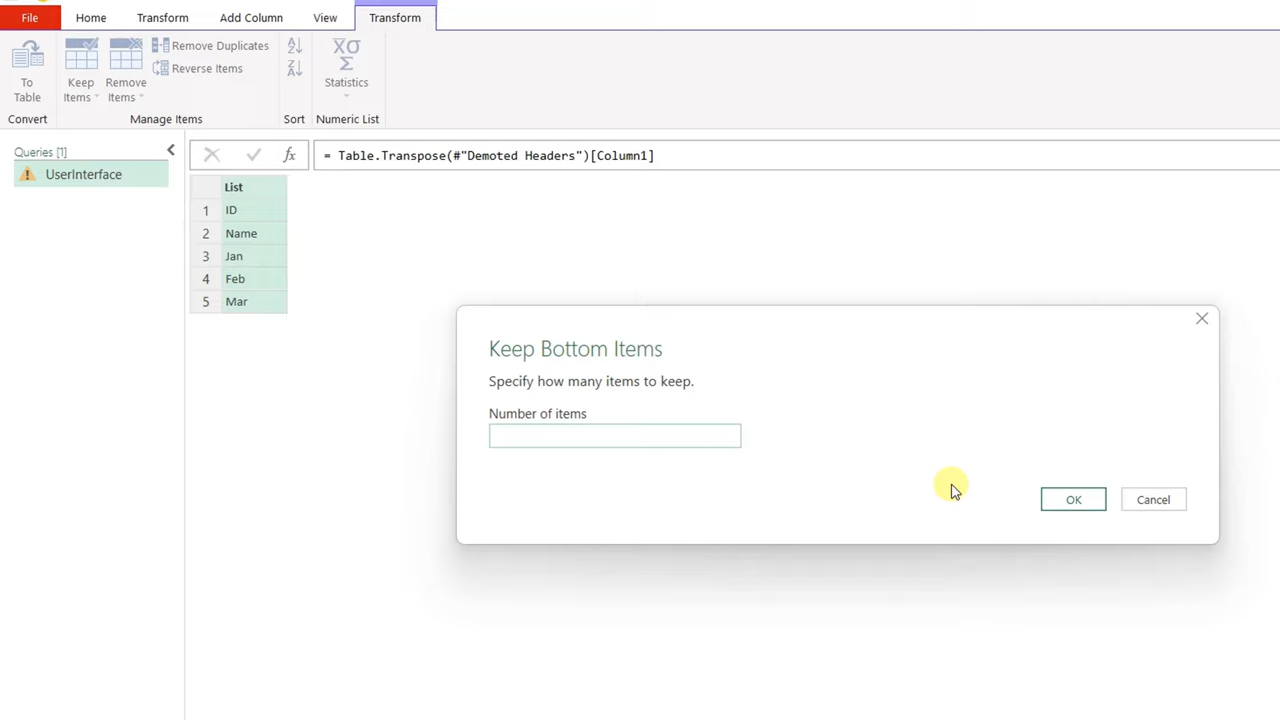 File Home Transform Add Column View Transform
To Table
Keep Items
Remove Items
Remove Duplicates
Reverse Items
A Z
Z A
XΣ
Statistics
Convert Manage Items Sort Numeric List
Queries [1]
UserInterface
fx = Table.Transpose(#"Demoted Headers")[Column1]
List
1 ID
2 Name
3 Jan
4 Feb
5 Mar
Keep Bottom Items
Specify how many items to keep.
Number of items
OK Cancel